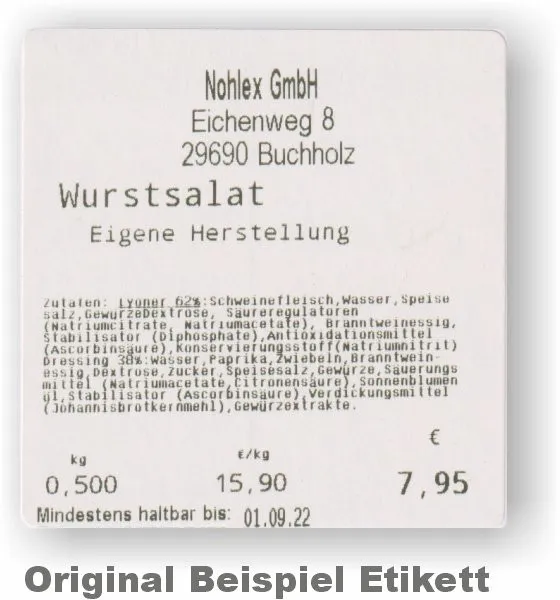 Nohlex GmbH
Eichenweg 8
29690 Buchholz
Wurstsalat
Eigene Herstellung
Zutaten: Lyoner 62%:Schweinefleisch,Wasser,Speise
salz,GewürzeDextrose, Säureregulatoren
(Natriumcitrate, Natriumacetate), Branntweinessig,
Stabilisator (Diphosphate),Antioxidationsmittel
(Ascorbinsäure),Konservierungsstoff(Natriumnitrit)
Dressing 38%:Wasser,Paprika,Zwiebeln,Branntwein-
essig,Dextrose,Zucker,Speisesalz,Gewürze,Säuerungs
mittel (Natriumacetate,Citronensäure),Sonnenblumen
öl,Stabilisator (Ascorbinsäure),Verdickungsmittel
(Johannisbrotkernmehl),Gewürzextrakte.
€
kg €/kg
0,500 15,90 7,95
Mindestens haltbar bis: 01.09.22
Original Beispiel Etikett